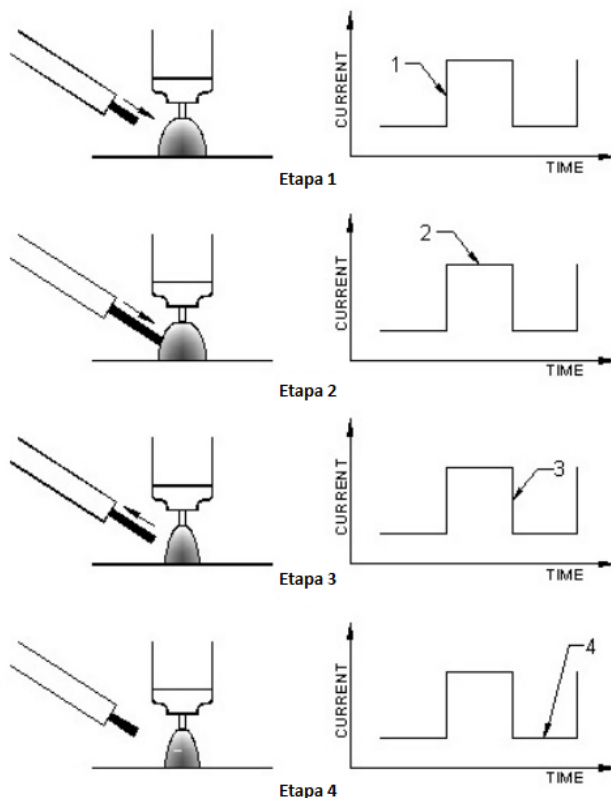 CURRENT
1
TIME
Etapa 1
CURRENT
2
TIME
Etapa 2
CURRENT
3
TIME
Etapa 3
CURRENT
4
TIME
Etapa 4